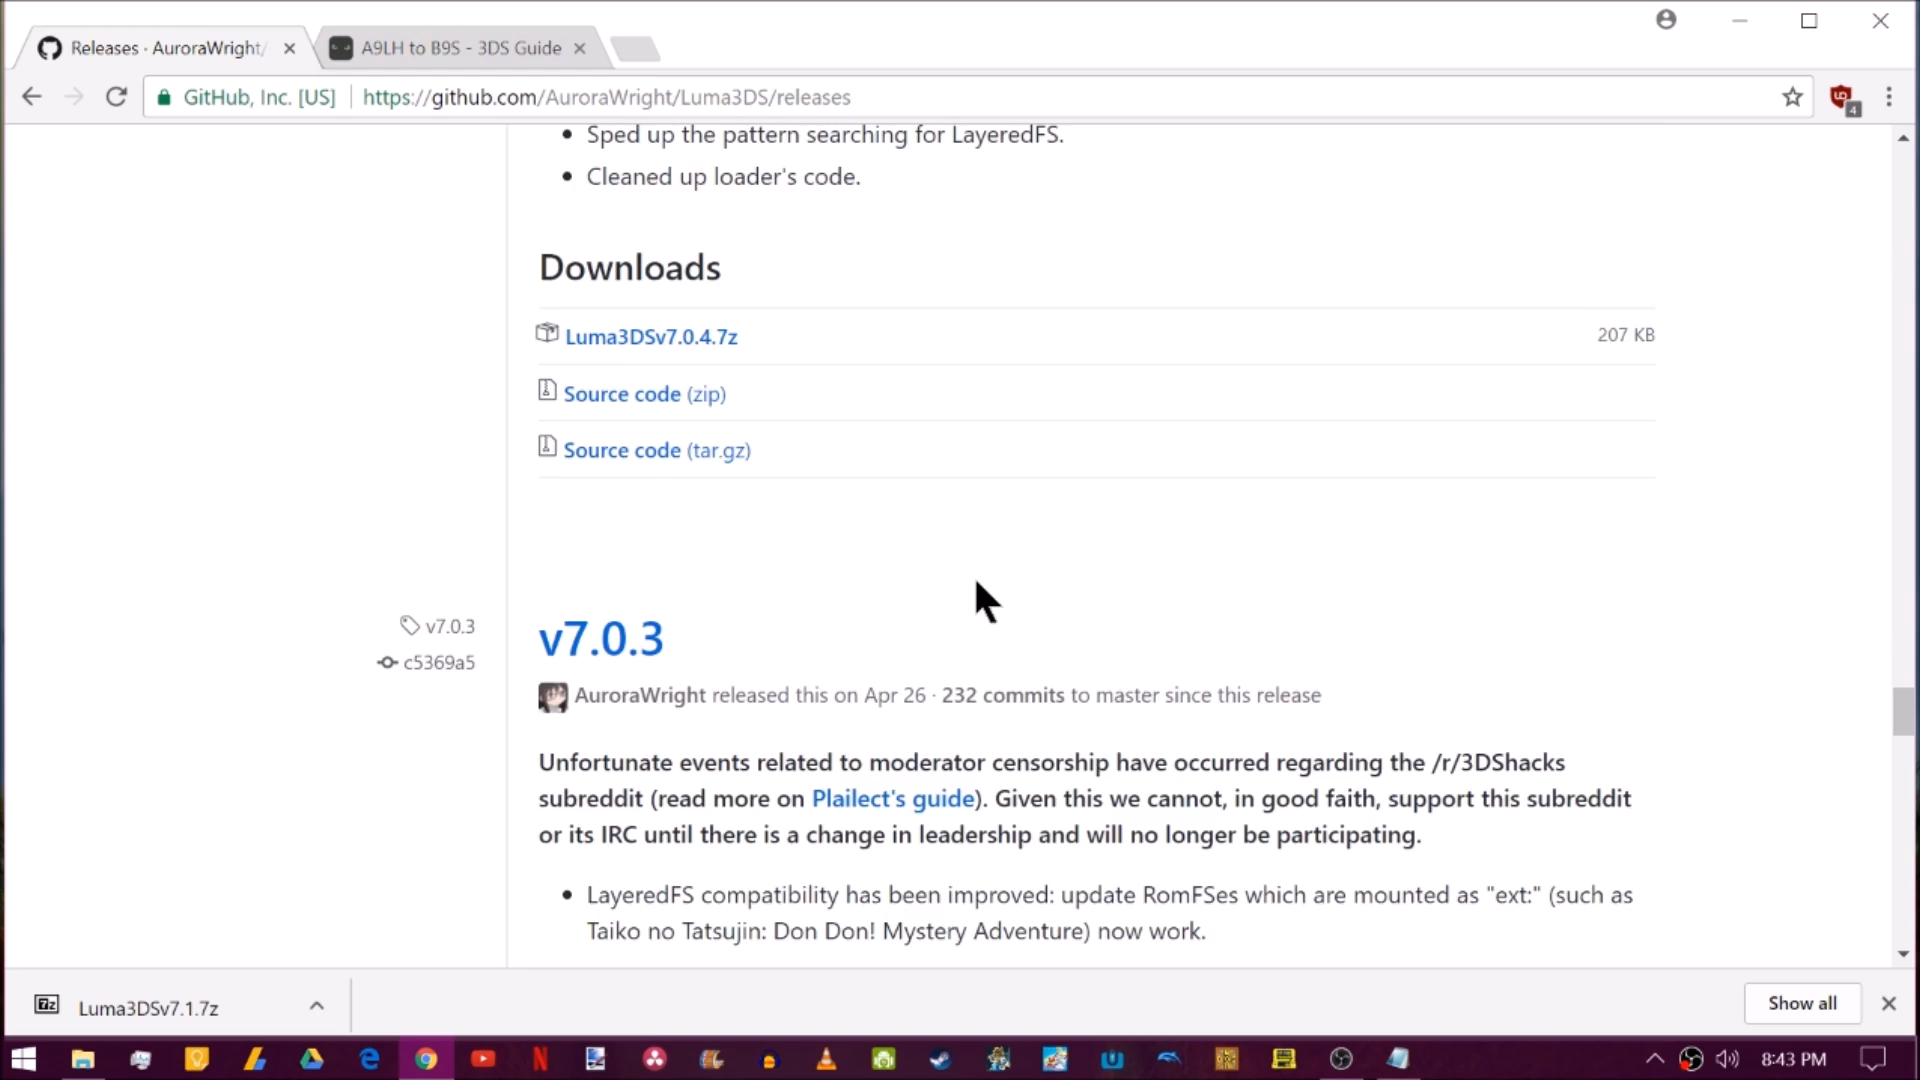 Releases · AuroraWright/
A9LH to B9S - 3DS Guide
GitHub, Inc. [US]
https://github.com/AuroraWright/Luma3DS/releases
4
Sped up the pattern searching for LayeredFS.
Cleaned up loader's code.
Downloads
Luma3DSv7.0.4.7z
207 KB
Source code (zip)
Source code (tar.gz)
v7.0.3
c5369a5
v7.0.3
AuroraWright released this on Apr 26 · 232 commits to master since this release
Unfortunate events related to moderator censorship have occurred regarding the /r/3DShacks
subreddit (read more on Plailect's guide). Given this we cannot, in good faith, support this subreddit
or its IRC until there is a change in leadership and will no longer be participating.
LayeredFS compatibility has been improved: update RomFSes which are mounted as "ext:" (such as
Taiko no Tatsujin: Don Don! Mystery Adventure) now work.
7z
Luma3DSv7.1.7z
Show all
8:43 PM